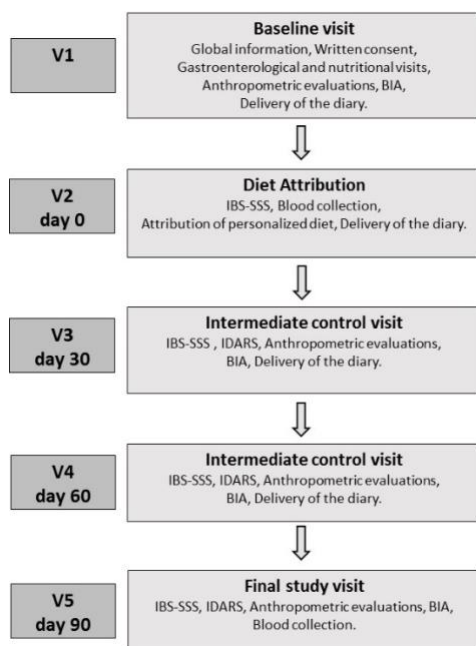 V1
Baseline visit
Global information, Written consent,
Gastroenterological and nutritional visits,
Anthropometric evaluations, BIA,
Delivery of the diary.
V2
day 0
Diet Attribution
IBS-SSS, Blood collection,
Attribution of personalized diet, Delivery of the diary.
V3
day 30
Intermediate control visit
IBS-SSS , IDARS, Anthropometric evaluations,
BIA, Delivery of the diary.
V4
day 60
Intermediate control visit
IBS-SSS, IDARS, Anthropometric evaluations,
BIA, Delivery of the diary.
V5
day 90
Final study visit
IBS-SSS, IDARS, Anthropometric evaluations, BIA,
Blood collection.